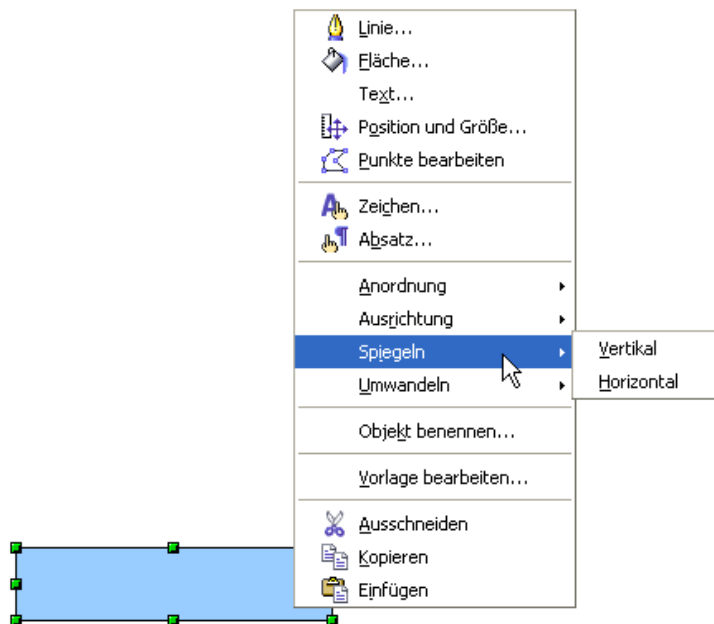 Linie...
Fläche...
Text...
Position und Größe...
Punkte bearbeiten
Zeichen...
Absatz...
Anordnung
Ausrichtung
Spiegeln
Vertikal
Horizontal
Umwandeln
Objekt benennen...
Vorlage bearbeiten...
Ausschneiden
Kopieren
Einfügen